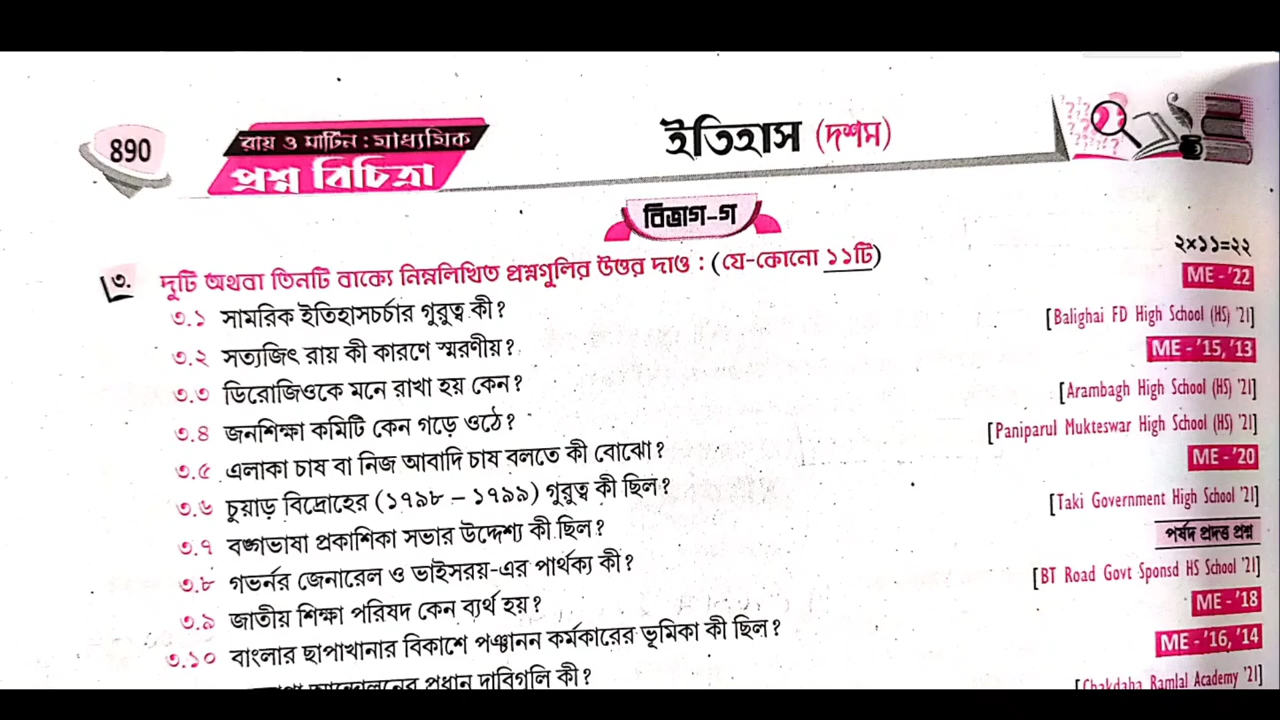 890
রায় ও মার্টিন : মাধ্যমিক
প্রশ্ন বিচিত্রা
ইতিহাস (দশম)
বিভাগ-গ
২×১১=২২
৩. দুটি অথবা তিনটি বাক্যে নিম্নলিখিত প্রশ্নগুলির উত্তর দাও : (যে-কোনো ১১টি)
৩.১ সামরিক ইতিহাসচর্চার গুরুত্ব কী? ME - '22
৩.২ সত্যজিৎ রায় কী কারণে স্মরণীয়? [Balighai FD High School (HS) '21]
৩.৩ ডিরোজিওকে মনে রাখা হয় কেন? ME - '15, '13
৩.৪ জনশিক্ষা কমিটি কেন গড়ে ওঠে? [Arambagh High School (HS) '21]
৩.৫ এলাকা চাষ বা নিজ আবাদি চাষ বলতে কী বোঝো? [Paniparul Mukteswar High School (HS) '21]
৩.৬ চুয়াড় বিদ্রোহের (১৭৯৮ – ১৭৯৯) গুরুত্ব কী ছিল? ME - '20
৩.৭ বঙ্গভাষা প্রকাশিকা সভার উদ্দেশ্য কী ছিল? [Taki Government High School '21]
৩.৮ গভর্নর জেনারেল ও ভাইসরয়-এর পার্থক্য কী? পর্ষদ প্রদত্ত প্রশ্ন
৩.৯ জাতীয় শিক্ষা পরিষদ কেন ব্যর্থ হয়? [BT Road Govt Sponsd HS School '21]
৩.১০ বাংলার ছাপাখানার বিকাশে পঞ্চানন কর্মকারের ভূমিকা কী ছিল? ME - '18
ME - '16, '14
আন্দোলনের প্রধান দাবিগুলি কী? [Chakdaha Ramlal Academy '21]